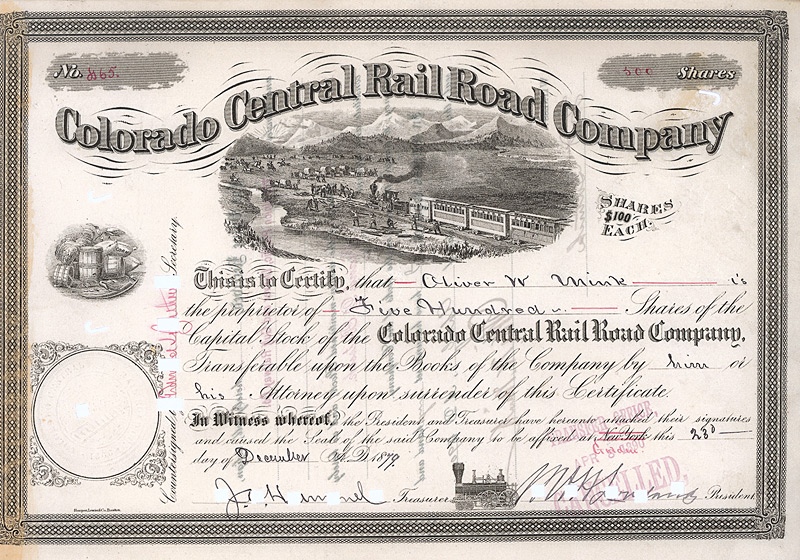 No. 865.
500 Shares
Colorado Central Rail Road Company
SHARES
$100
EACH.
This is to Certify, that Oliver W Mink is
the proprietor of Five Hundred Shares of the
Capital Stock of the Colorado Central Rail Road Company,
Transferable upon the Books of the Company by him or
his Attorney upon surrender of this Certificate.
In Witness whereof, the President and Treasurer have hereunto attached their signatures
and caused the Seal of the said Company to be affixed at New York this 23d
day of December A.D. 1879.
Treasurer
President
Countersigned
Secretary.
CANCELLED.